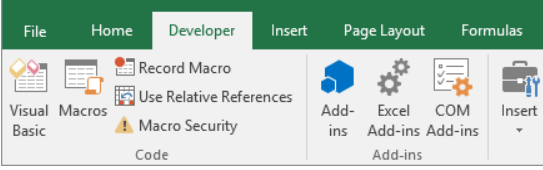 File Home Developer Insert Page Layout Formulas
Visual Basic
Macros
Record Macro
Use Relative References
Macro Security
Code
Add-
ins
Excel
Add-ins
COM
Add-ins
Insert
Add-ins